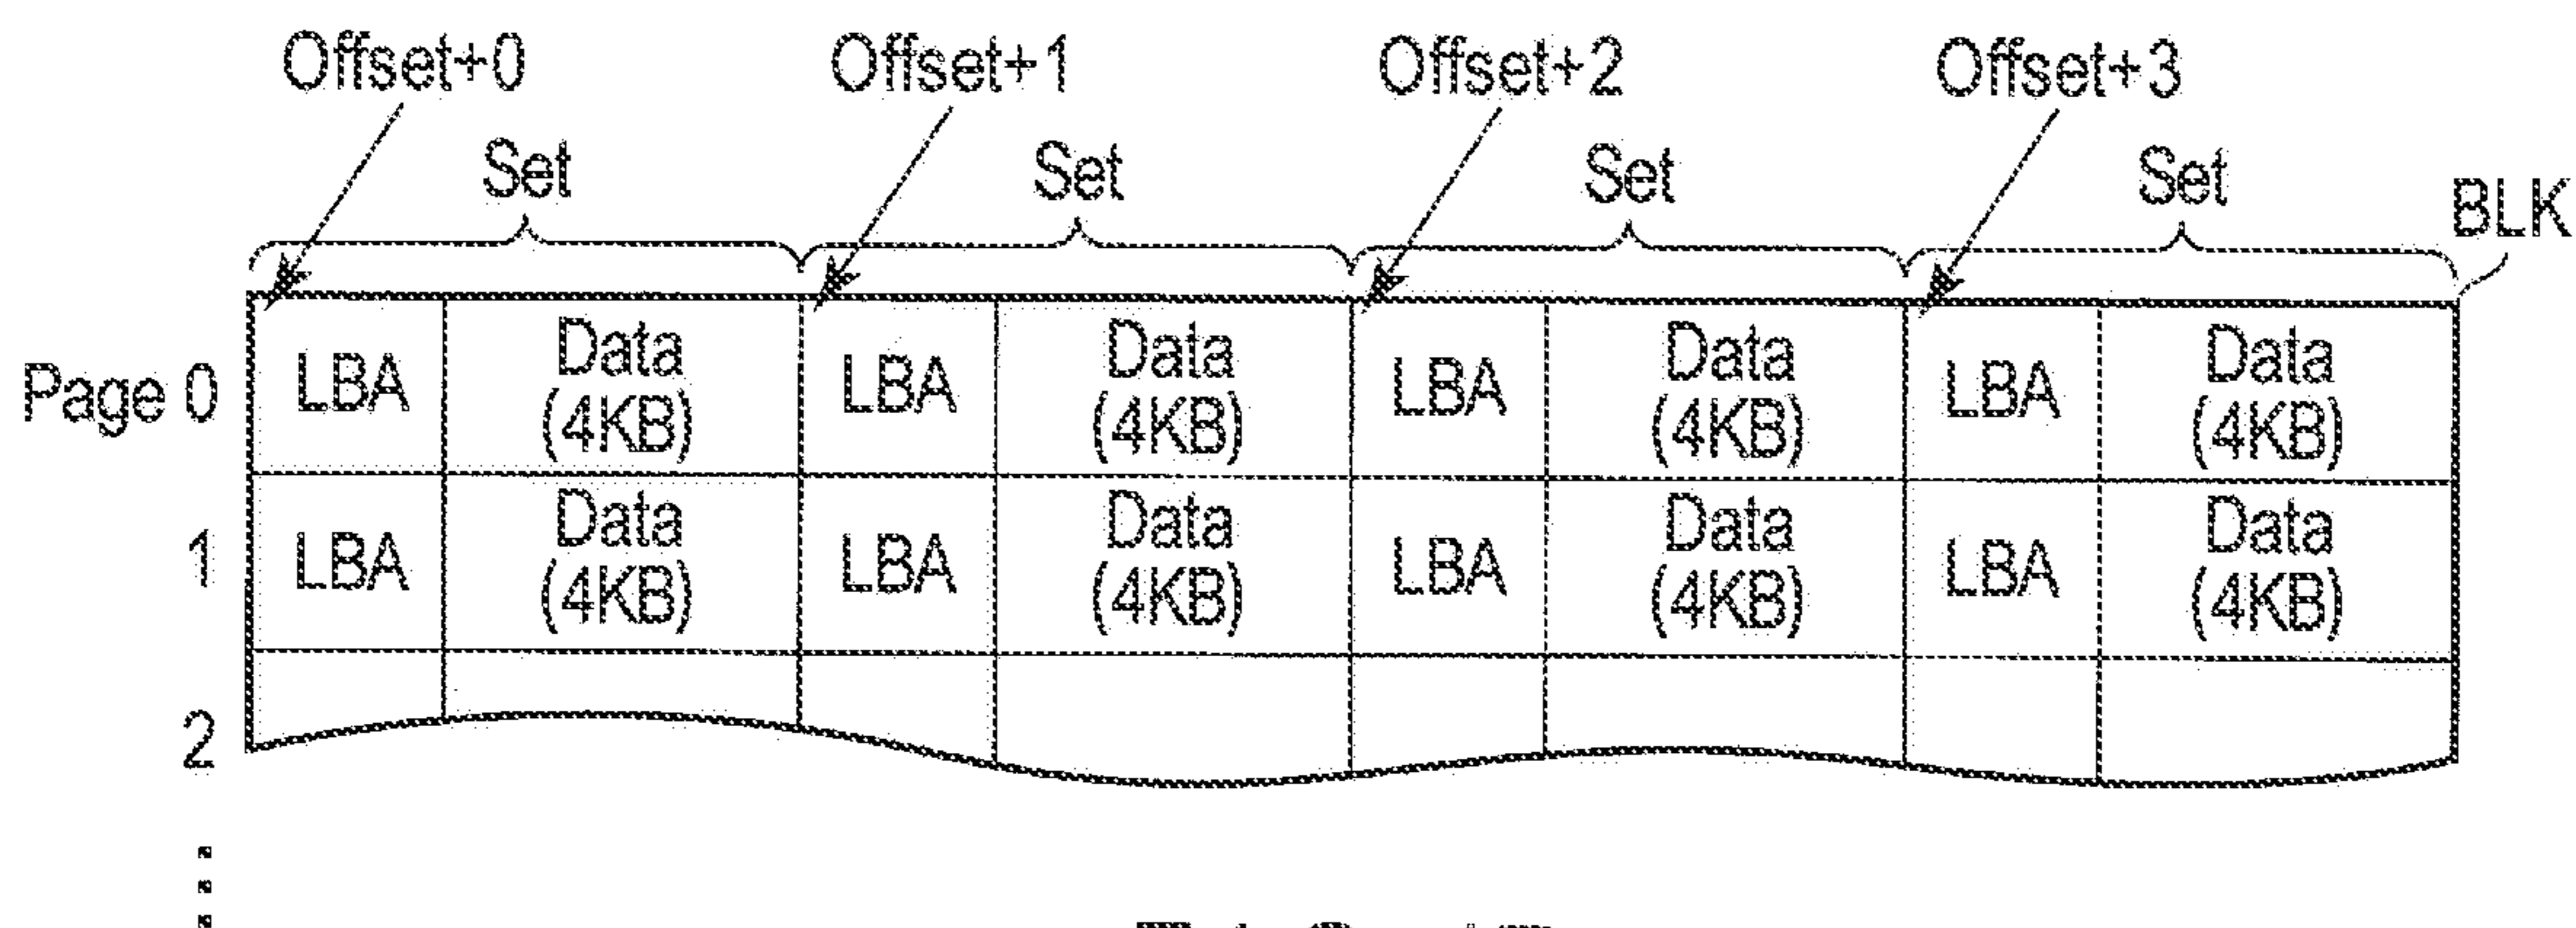 Offset+0 Offset+1 Offset+2 Offset+3
Set Set Set Set BLK
Page 0 LBA Data (4KB) LBA Data (4KB) LBA Data (4KB) LBA Data (4KB)
1 LBA Data (4KB) LBA Data (4KB) LBA Data (4KB) LBA Data (4KB)
2